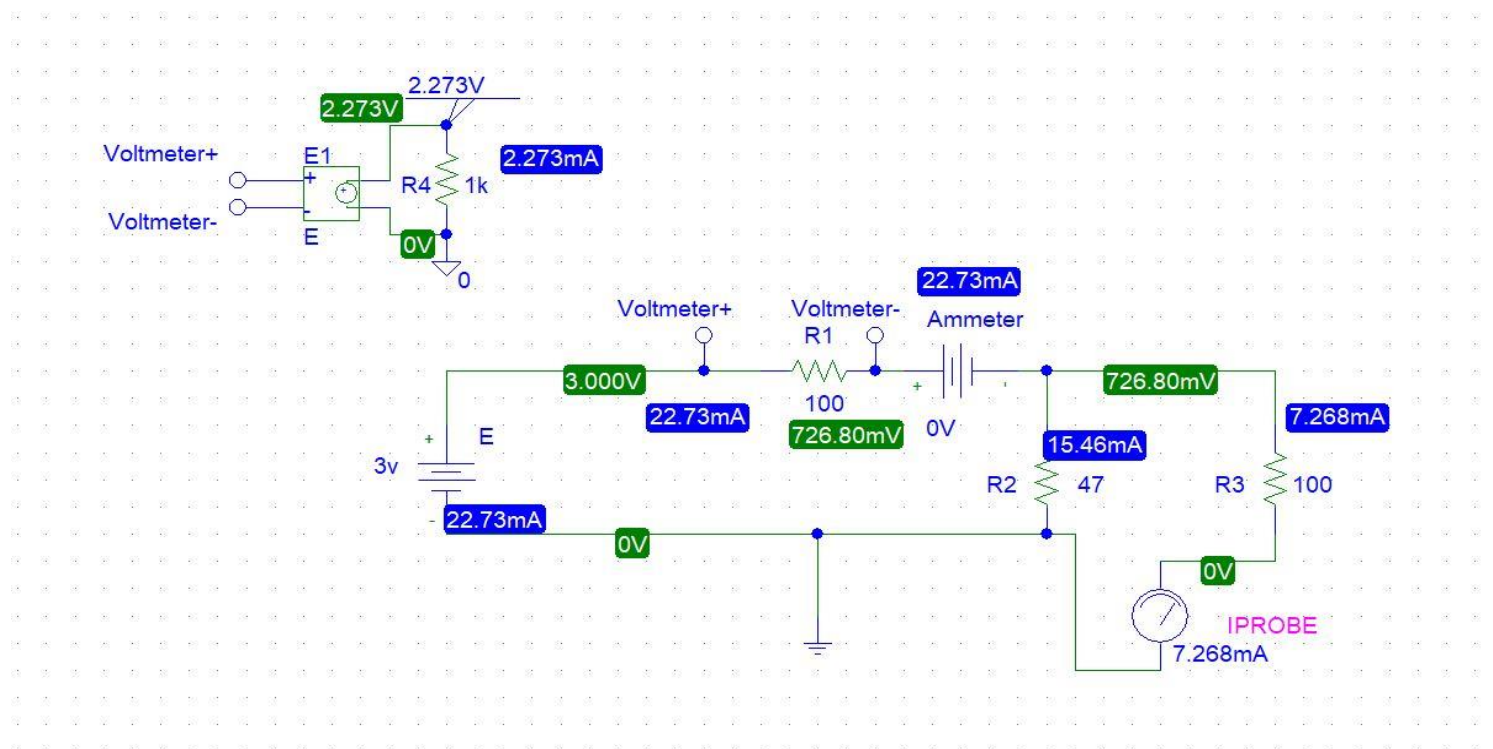 2.273V
2.273V
Voltmeter+
E1
2.273mA
+
+
R4
1k
Voltmeter-
-
E
0V
0
22.73mA
Voltmeter+
Voltmeter-
Ammeter
R1
3.000V
726.80mV
+
-
100
22.73mA
7.268mA
726.80mV
0V
+
E
15.46mA
3v
R2
47
R3
100
-
22.73mA
0V
0V
IPROBE
7.268mA